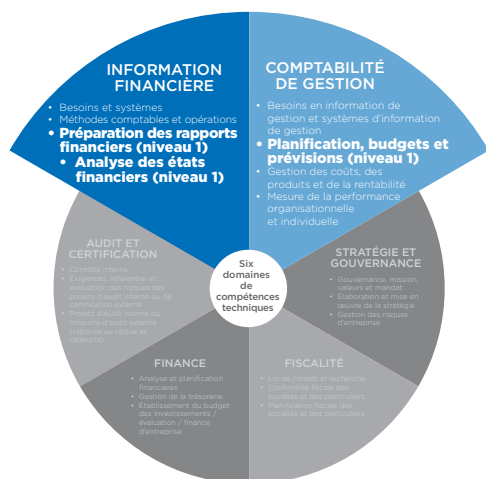 INFORMATION
FINANCIÈRE
• Besoins et systèmes
• Méthodes comptables et opérations
• Préparation des rapports
financiers (niveau 1)
• Analyse des états
financiers (niveau 1)
COMPTABILITÉ
DE GESTION
• Besoins en information de
gestion et systèmes d'information
de gestion
• Planification, budgets et
prévisions (niveau 1)
• Gestion des coûts, des
produits et de la rentabilité
• Mesure de la performance
organisationnelle
et individuelle
AUDIT ET
CERTIFICATION
• Contrôle interne
• Exigences, référentiel et
évaluation des risques des
projets d'audit interne ou de
certification externe
• Projets d'audit interne ou
missions d'audit externe
(réponse au risque et
rapports)
Six
domaines
de
compétences
techniques
STRATÉGIE ET
GOUVERNANCE
• Gouvernance, mission,
valeurs et mandat
• Élaboration et mise en
œuvre de la stratégie
• Gestion des risques
d'entreprise
FINANCE
• Analyse et planification
financières
• Gestion de la trésorerie
• Établissement du budget
des investissements /
évaluation / finance
d'entreprise
FISCALITÉ
• Loi de l'impôt et recherche
• Conformité fiscale des
sociétés et des particuliers
• Planification fiscale des
sociétés et des particuliers